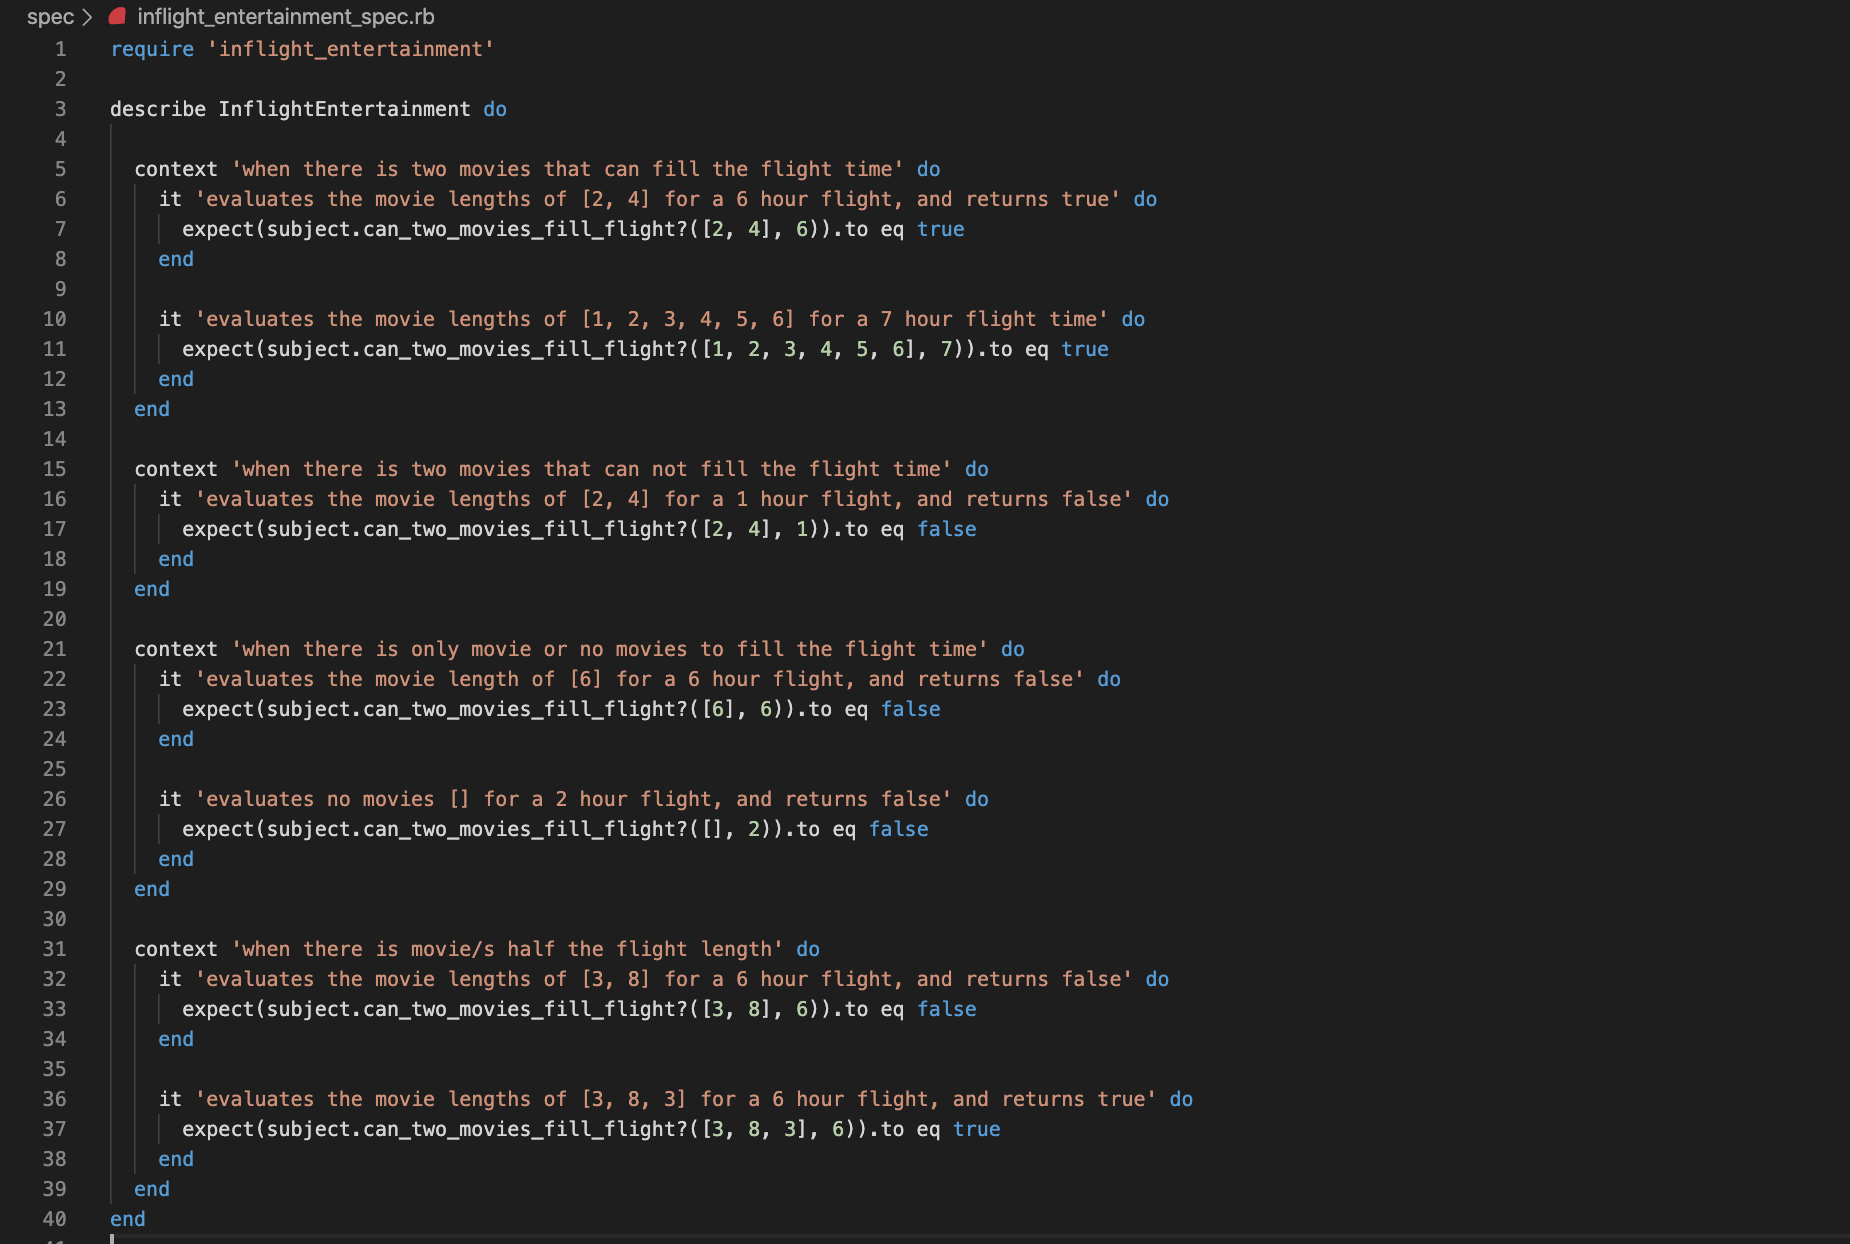 spec > inflight_entertainment_spec.rb
1 require 'inflight_entertainment'
2
3 describe InflightEntertainment do
4
5   context 'when there is two movies that can fill the flight time' do
6     it 'evaluates the movie lengths of [2, 4] for a 6 hour flight, and returns true' do
7       expect(subject.can_two_movies_fill_flight?([2, 4], 6)).to eq true
8     end
9
10     it 'evaluates the movie lengths of [1, 2, 3, 4, 5, 6] for a 7 hour flight time' do
11       expect(subject.can_two_movies_fill_flight?([1, 2, 3, 4, 5, 6], 7)).to eq true
12     end
13   end
14
15   context 'when there is two movies that can not fill the flight time' do
16     it 'evaluates the movie lengths of [2, 4] for a 1 hour flight, and returns false' do
17       expect(subject.can_two_movies_fill_flight?([2, 4], 1)).to eq false
18     end
19   end
20
21   context 'when there is only movie or no movies to fill the flight time' do
22     it 'evaluates the movie length of [6] for a 6 hour flight, and returns false' do
23       expect(subject.can_two_movies_fill_flight?([6], 6)).to eq false
24     end
25
26     it 'evaluates no movies [] for a 2 hour flight, and returns false' do
27       expect(subject.can_two_movies_fill_flight?([], 2)).to eq false
28     end
29   end
30
31   context 'when there is movie/s half the flight length' do
32     it 'evaluates the movie lengths of [3, 8] for a 6 hour flight, and returns false' do
33       expect(subject.can_two_movies_fill_flight?([3, 8], 6)).to eq false
34     end
35
36     it 'evaluates the movie lengths of [3, 8, 3] for a 6 hour flight, and returns true' do
37       expect(subject.can_two_movies_fill_flight?([3, 8, 3], 6)).to eq true
38     end
39   end
40 end
41